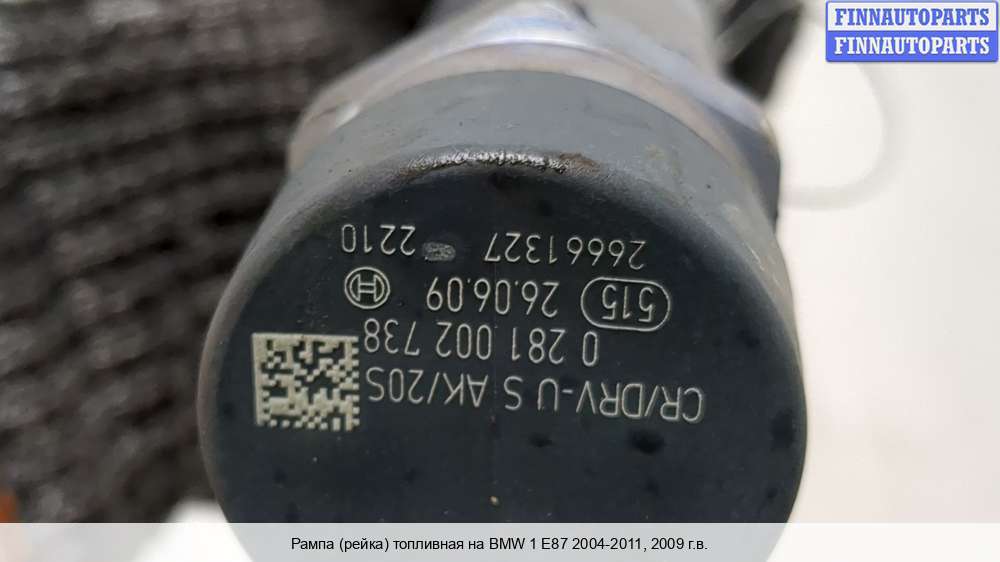 FINNAUTOPARTS
FINNAUTOPARTS
CR/DRV-U S AK/20S
0 281 002 738
515 26.06.09
26661327 2210
Рампа (рейка) топливная на BMW 1 E87 2004-2011, 2009 г.в.